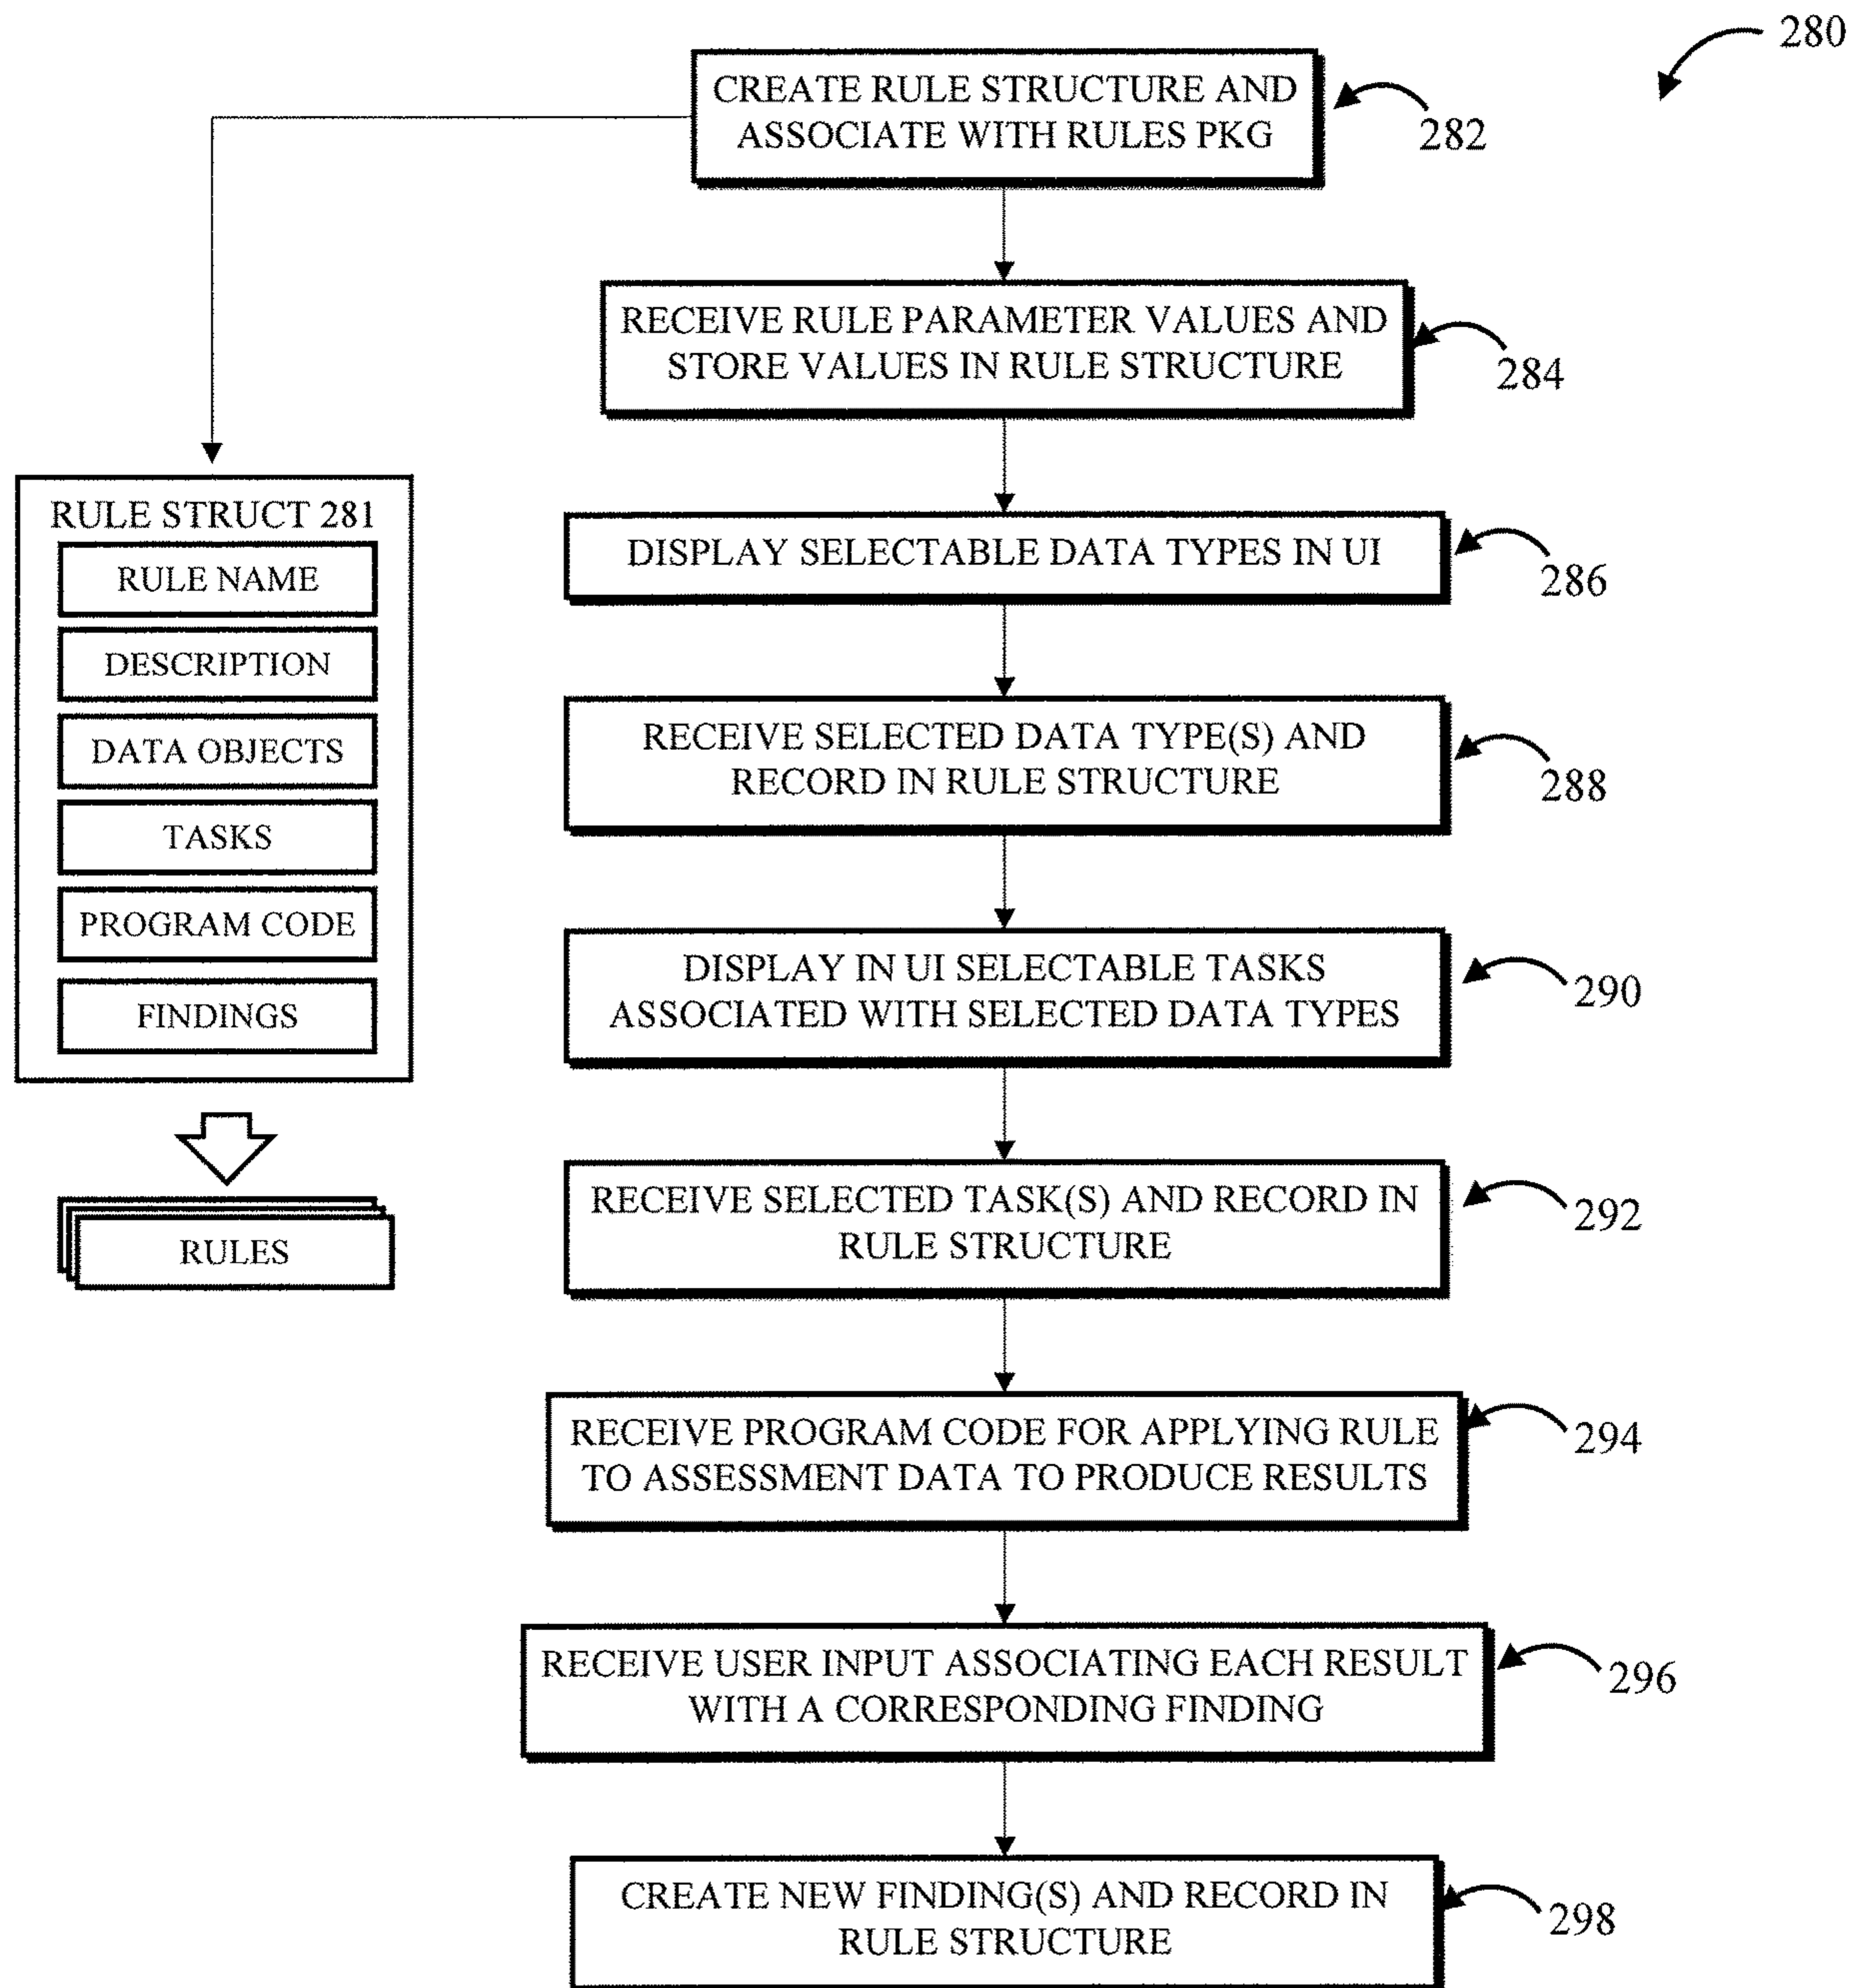 280
CREATE RULE STRUCTURE AND
ASSOCIATE WITH RULES PKG
282
RECEIVE RULE PARAMETER VALUES AND
STORE VALUES IN RULE STRUCTURE
284
RULE STRUCT 281
RULE NAME
DESCRIPTION
DATA OBJECTS
TASKS
PROGRAM CODE
FINDINGS
RULES
DISPLAY SELECTABLE DATA TYPES IN UI
286
RECEIVE SELECTED DATA TYPE(S) AND
RECORD IN RULE STRUCTURE
288
DISPLAY IN UI SELECTABLE TASKS
ASSOCIATED WITH SELECTED DATA TYPES
290
RECEIVE SELECTED TASK(S) AND RECORD IN
RULE STRUCTURE
292
RECEIVE PROGRAM CODE FOR APPLYING RULE
TO ASSESSMENT DATA TO PRODUCE RESULTS
294
RECEIVE USER INPUT ASSOCIATING EACH RESULT
WITH A CORRESPONDING FINDING
296
CREATE NEW FINDING(S) AND RECORD IN
RULE STRUCTURE
298